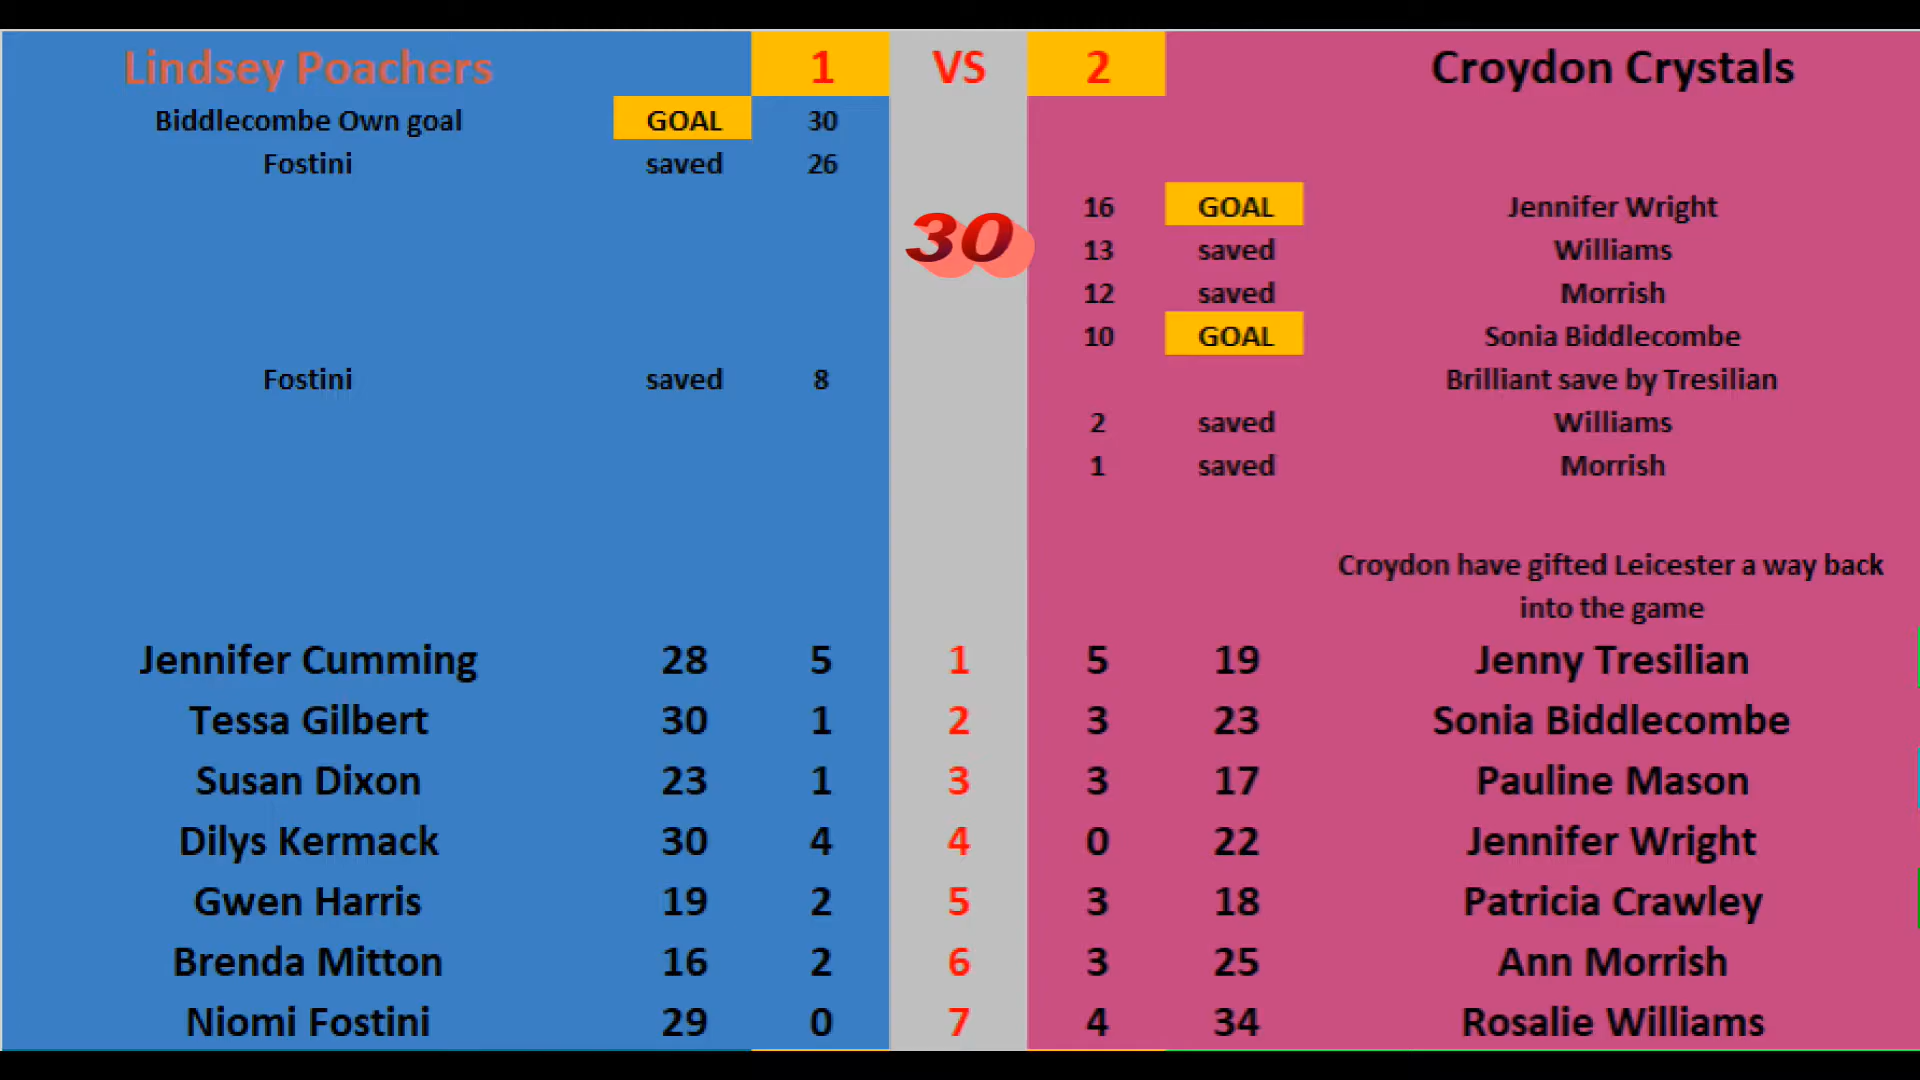 Lindsey Poachers 1 VS 2 Croydon Crystals
Biddlecombe Own goal GOAL 30
Fostini saved 26
16 GOAL Jennifer Wright
30
13 saved Williams
12 saved Morrish
10 GOAL Sonia Biddlecombe
Fostini saved 8 Brilliant save by Tresilian
2 saved Williams
1 saved Morrish
Croydon have gifted Leicester a way back
into the game
Jennifer Cumming 28 5 1 5 19 Jenny Tresilian
Tessa Gilbert 30 1 2 3 23 Sonia Biddlecombe
Susan Dixon 23 1 3 3 17 Pauline Mason
Dilys Kermack 30 4 4 0 22 Jennifer Wright
Gwen Harris 19 2 5 3 18 Patricia Crawley
Brenda Mitton 16 2 6 3 25 Ann Morrish
Niomi Fostini 29 0 7 4 34 Rosalie Williams